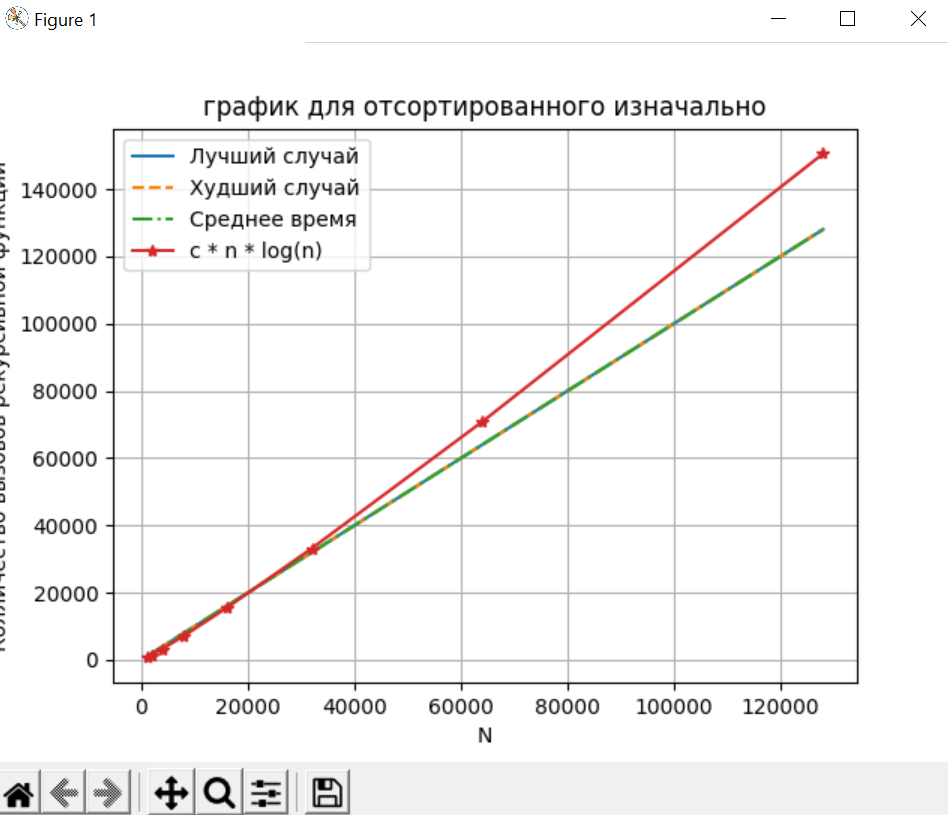 Figure 1
график для отсортированного изначально
Лучший случай
Худший случай
Среднее время
c * n * log(n)
140000
120000
100000
80000
60000
40000
20000
0
0 20000 40000 60000 80000 100000 120000
N